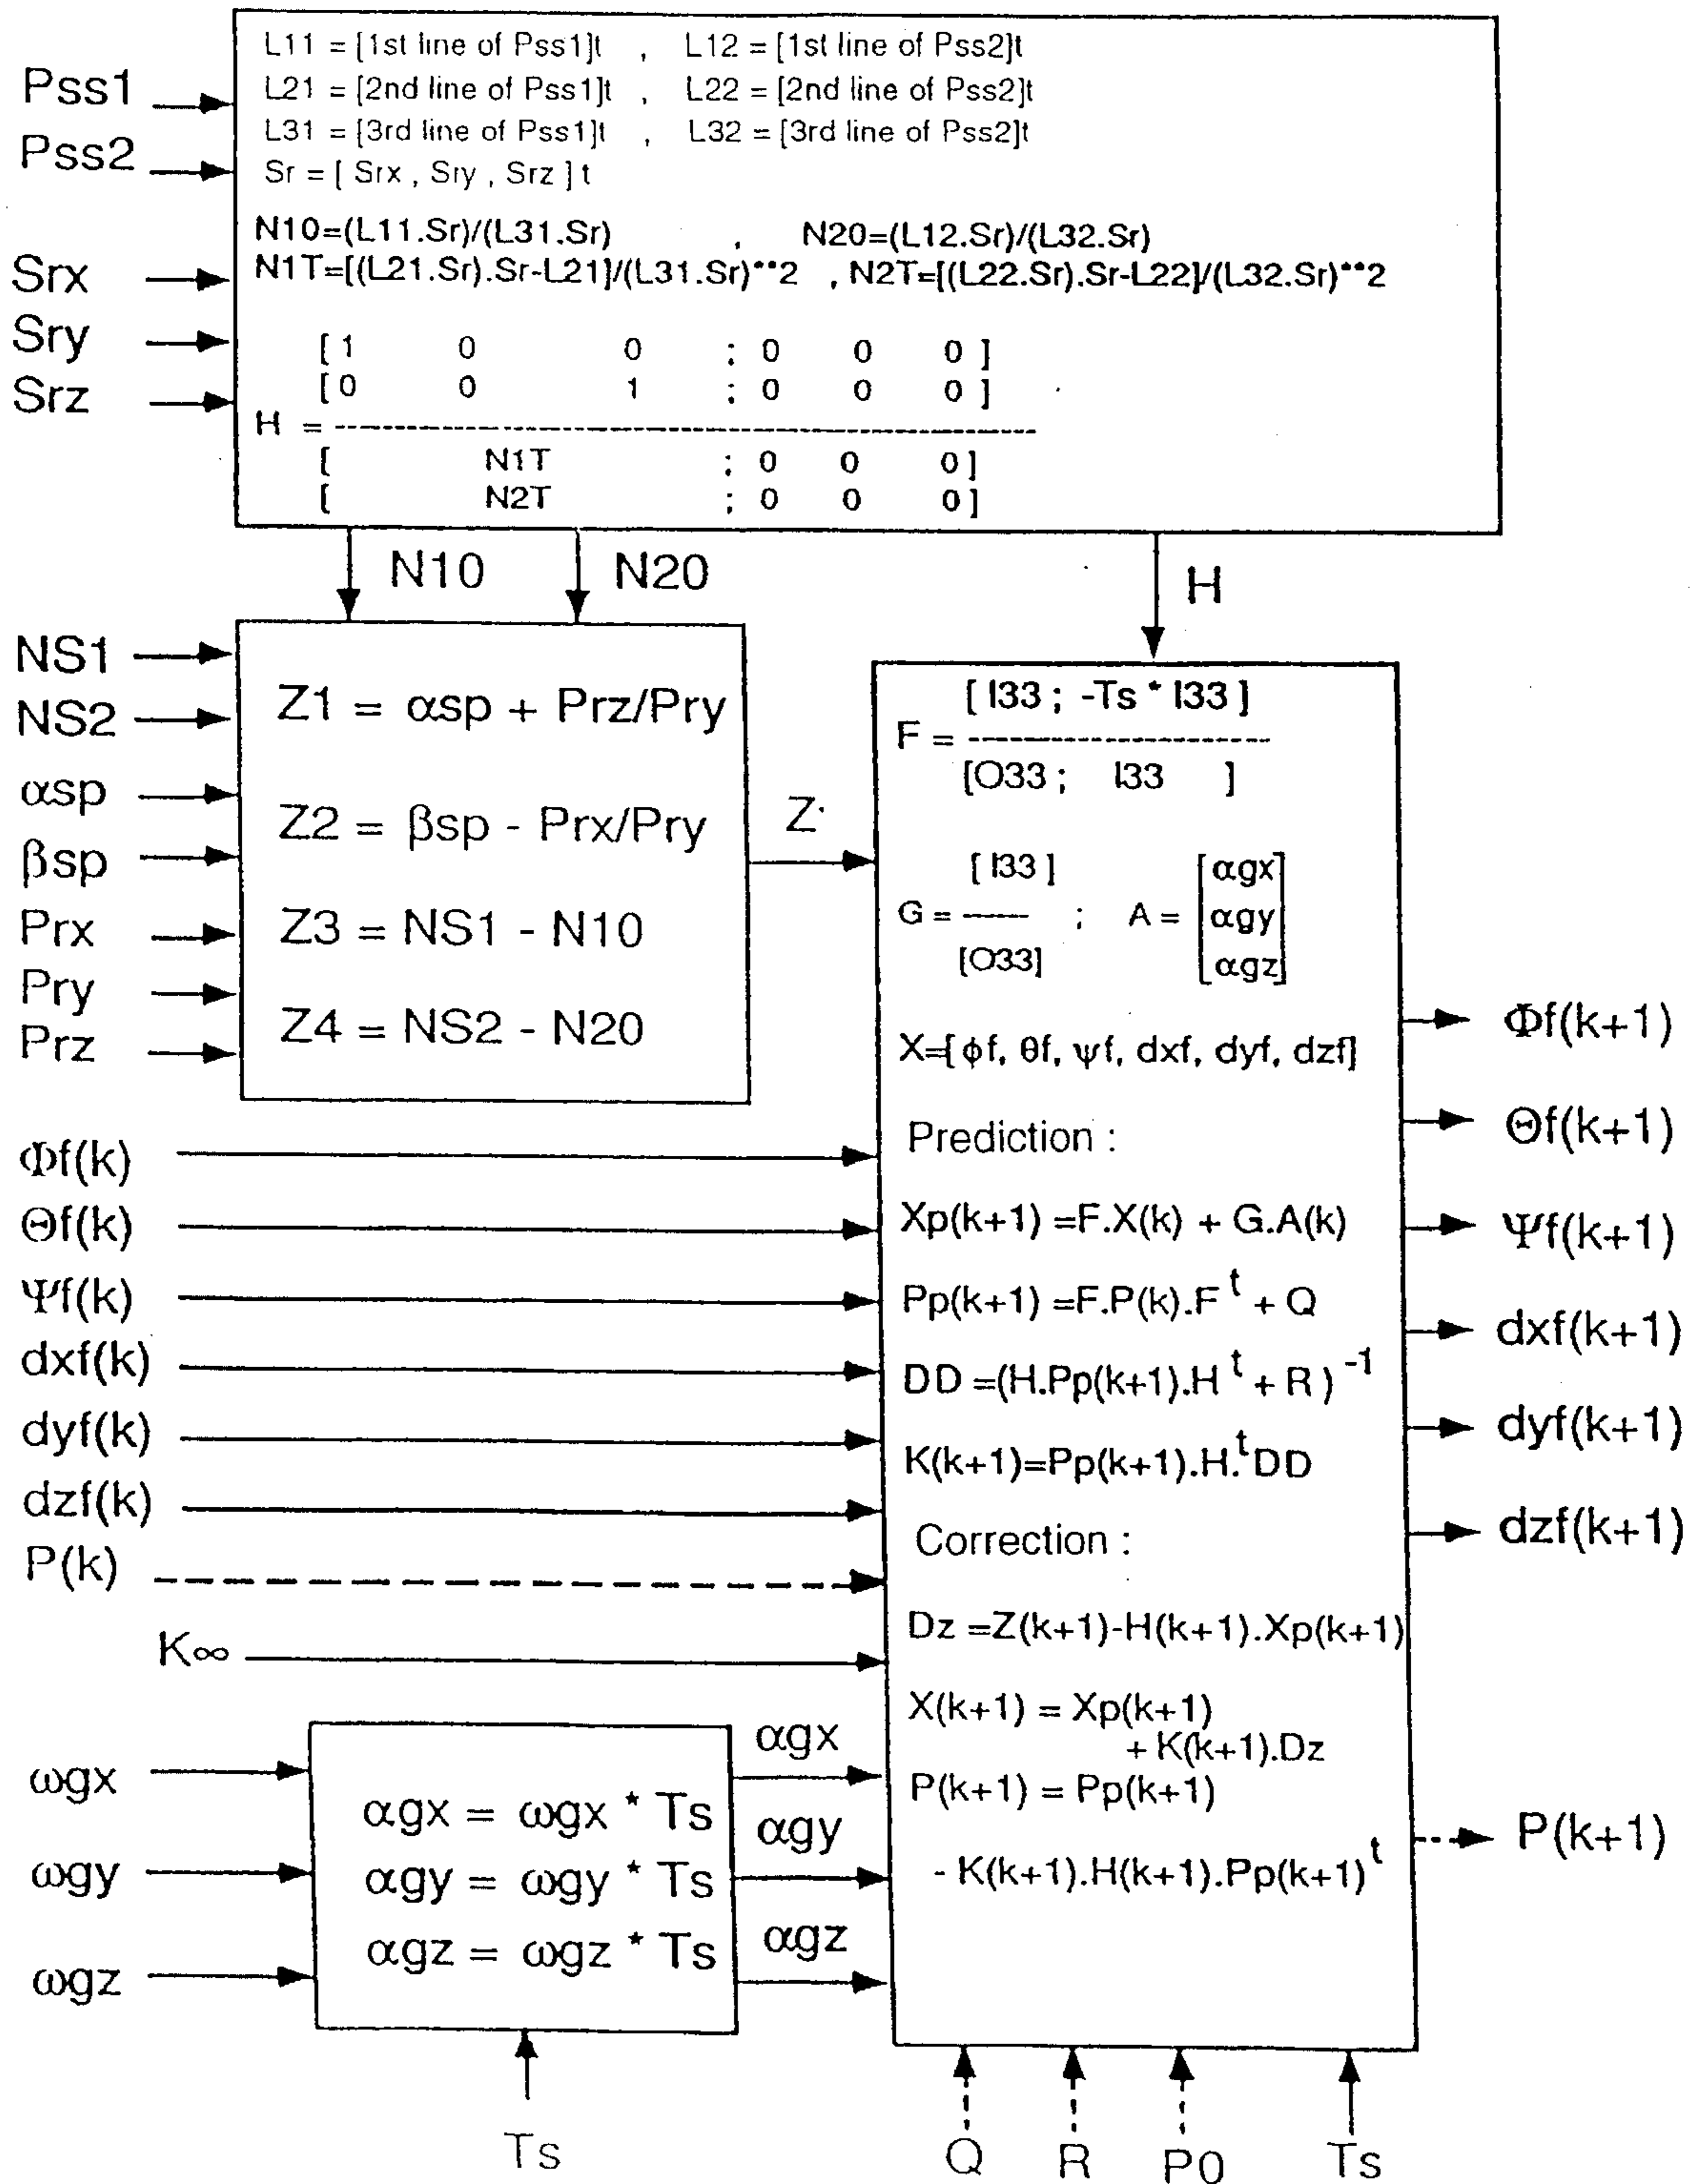 L11 = [1st line of Pss1]t , L12 = [1st line of Pss2]t
L21 = [2nd line of Pss1]t , L22 = [2nd line of Pss2]t
L31 = [3rd line of Pss1]t , L32 = [3rd line of Pss2]t
Sr = [ Srx , Sry , Srz ] t
N10=(L11.Sr)/(L31.Sr) , N20=(L12.Sr)/(L32.Sr)
N1T=[(L21.Sr).Sr-L21]/(L31.Sr)**2 , N2T=[(L22.Sr).Sr-L22]/(L32.Sr)**2
[ 1 0 0 ; 0 0 0 ]
[ 0 0 1 ; 0 0 0 ]
H = --------------------
[ N1T ; 0 0 0 ]
[ N2T ; 0 0 0 ]
Pss1
Pss2
Srx
Sry
Srz
N10
N20
H
NS1
NS2
αsp
βsp
Prx
Pry
Prz
Z1 = αsp + Prz/Pry
Z2 = βsp - Prx/Pry
Z3 = NS1 - N10
Z4 = NS2 - N20
Z
[ I33 ; -Ts * I33 ]
F = --------------------
[O33 ; I33 ]
[ I33 ]
G = ---- ; A = [αgx αgy αgz]
[O33]
X=[ϕf, θf, ψf, dxf, dyf, dzf]
Prediction :
Xp(k+1) =F.X(k) + G.A(k)
Pp(k+1) =F.P(k).F t + Q
DD =(H.Pp(k+1).H t + R ) -1
K(k+1)=Pp(k+1).H.t DD
Correction :
Dz =Z(k+1)-H(k+1).Xp(k+1)
X(k+1) = Xp(k+1)
+ K(k+1).Dz
P(k+1) = Pp(k+1)
- K(k+1).H(k+1).Pp(k+1) t
Φf(k)
Θf(k)
Ψf(k)
dxf(k)
dyf(k)
dzf(k)
P(k)
K∞
ωgx
ωgy
ωgz
αgx = ωgx * Ts
αgy = ωgy * Ts
αgz = ωgz * Ts
αgx
αgy
αgz
Φf(k+1)
Θf(k+1)
Ψf(k+1)
dxf(k+1)
dyf(k+1)
dzf(k+1)
P(k+1)
Ts
Q
R
P0
Ts